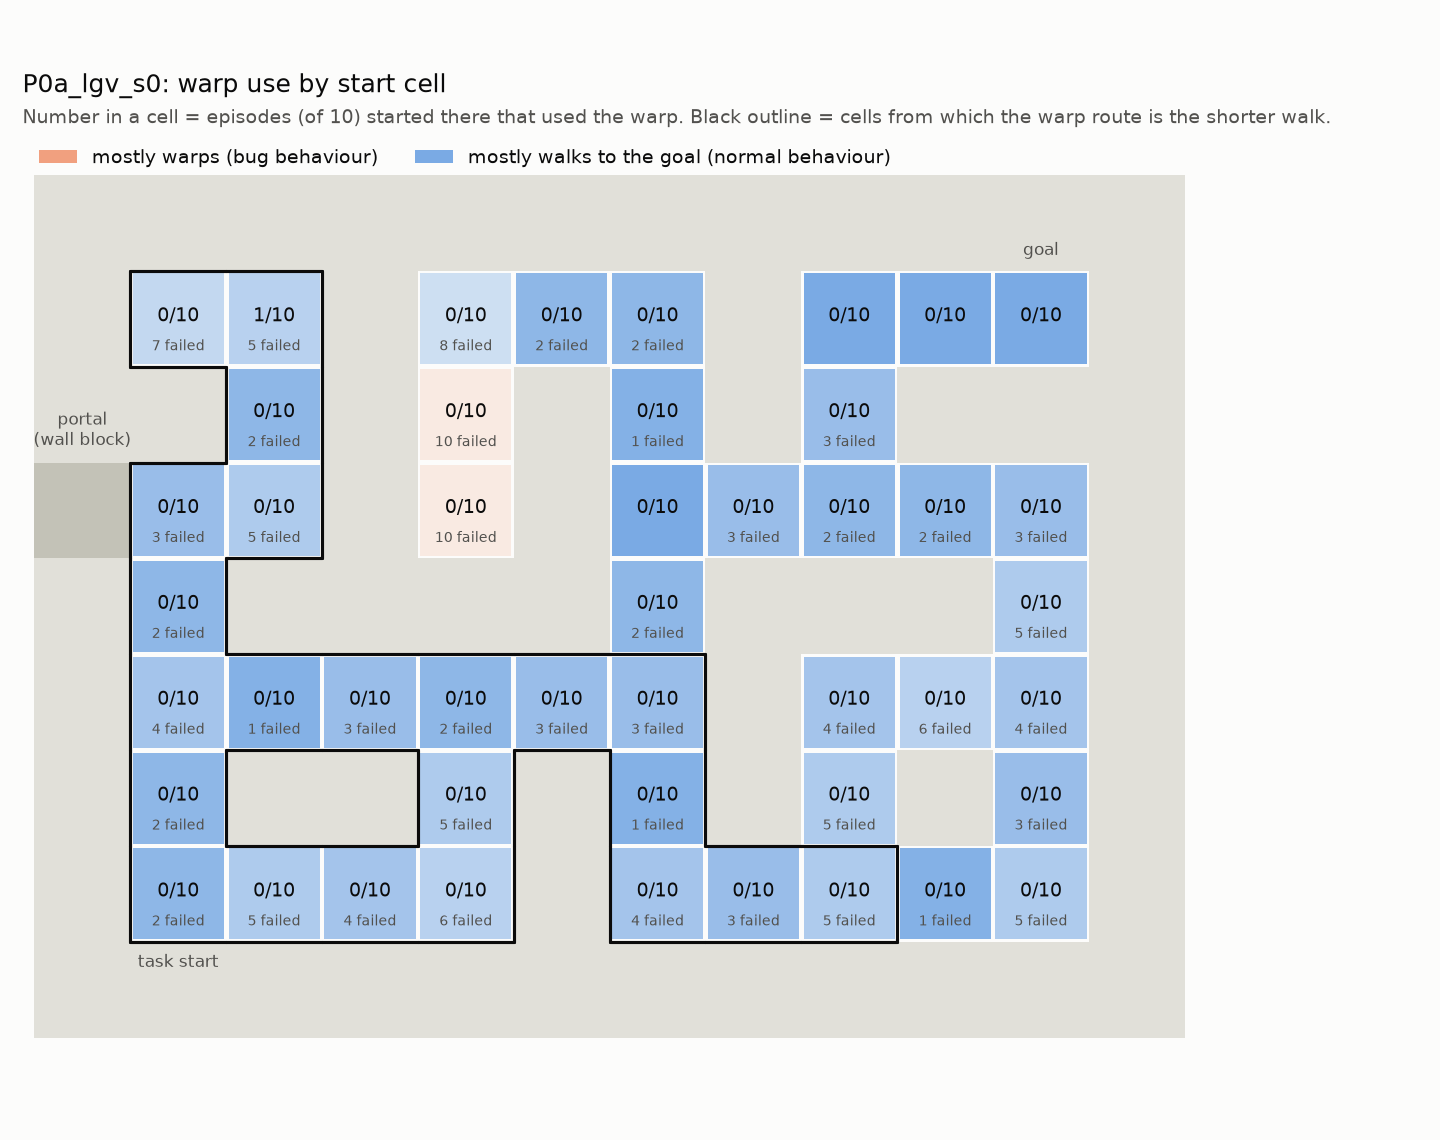 P0a_lgv_s0: warp use by start cell
Number in a cell = episodes (of 10) started there that used the warp. Black outline = cells from which the warp route is the shorter walk.
mostly warps (bug behaviour) mostly walks to the goal (normal behaviour)
goal
0/10 1/10 0/10 0/10 0/10 0/10 0/10 0/10
7 failed 5 failed 8 failed 2 failed 2 failed
portal
(wall block)
0/10 0/10 0/10 0/10
2 failed 10 failed 1 failed 3 failed
0/10 0/10 0/10 0/10 0/10 0/10 0/10 0/10
3 failed 5 failed 10 failed 3 failed 2 failed 2 failed 3 failed
0/10 0/10 0/10
2 failed 2 failed 5 failed
0/10 0/10 0/10 0/10 0/10 0/10 0/10 0/10 0/10
4 failed 1 failed 3 failed 2 failed 3 failed 3 failed 4 failed 6 failed 4 failed
0/10 0/10 0/10 0/10 0/10
2 failed 5 failed 1 failed 5 failed 3 failed
0/10 0/10 0/10 0/10 0/10 0/10 0/10 0/10 0/10
2 failed 5 failed 4 failed 6 failed 4 failed 3 failed 5 failed 1 failed 5 failed
task start